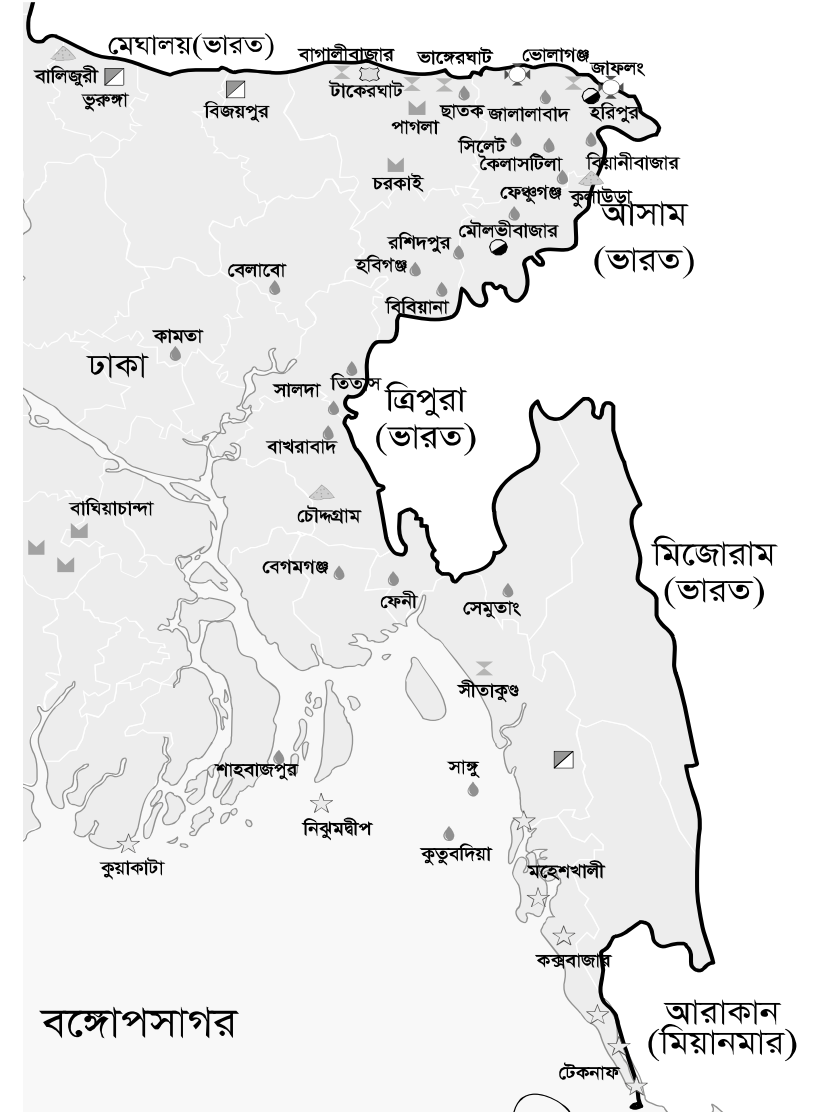 মেঘালয়(ভারত)
বাগালীবাজার
ভাঙ্গেরঘাট
ভোলাগঞ্জ
জাফলং
বালিজুরী
ভুরুঙ্গা
বিজয়পুর
টাকেরঘাট
পাগলা
ছাতক
জালালাবাদ
হরিপুর
সিলেট
কৈলাসটিলা
বিয়ানীবাজার
চরকাই
ফেঞ্চুগঞ্জ
কুলাউড়া
আসাম
(ভারত)
মৌলভীবাজার
রশিদপুর
হবিগঞ্জ
বেলাবো
বিবিয়ানা
কামতা
ঢাকা
তিতাস
সালদা
ত্রিপুরা
(ভারত)
বাখরাবাদ
বাঘিয়াচান্দা
চৌদ্দগ্রাম
মিজোরাম
(ভারত)
বেগমগঞ্জ
ফেনী
সেমুতাং
সীতাকুণ্ড
শাহবাজপুর
সাঙ্গু
নিঝুমদ্বীপ
কুতুবদিয়া
কুয়াকাটা
মহেশখালী
কক্সবাজার
বঙ্গোপসাগর
আরাকান
(মিয়ানমার)
টেকনাফ